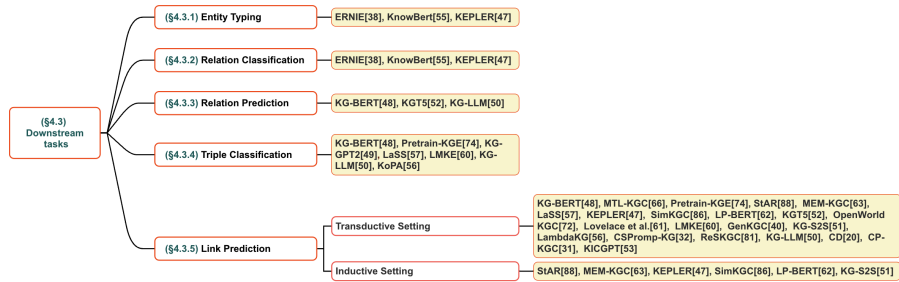 (§4.3.1) Entity Typing
ERNIE[38], KnowBert[55], KEPLER[47]
(§4.3.2) Relation Classification
ERNIE[38], KnowBert[55], KEPLER[47]
(§4.3.3) Relation Prediction
KG-BERT[48], KGT5[52], KG-LLM[50]
(§4.3)
Downstream
tasks
(§4.3.4) Triple Classification
KG-BERT[48], Pretrain-KGE[74], KG-
GPT2[49], LaSS[57], LMKE[60], KG-
LLM[50], KoPA[56]
(§4.3.5) Link Prediction
Transductive Setting
KG-BERT[48], MTL-KGC[66], Pretrain-KGE[74], StAR[88], MEM-KGC[63],
LaSS[57], KEPLER[47], SimKGC[86], LP-BERT[62], KGT5[52], OpenWorld
KGC[72], Lovelace et al.[61], LMKE[60], GenKGC[40], KG-S2S[51],
LambdaKG[56], CSPromp-KG[32], ReSKGC[81], KG-LLM[50], CD[20], CP-
KGC[31], KICGPT[53]
Inductive Setting
StAR[88], MEM-KGC[63], KEPLER[47], SimKGC[86], LP-BERT[62], KG-S2S[51]